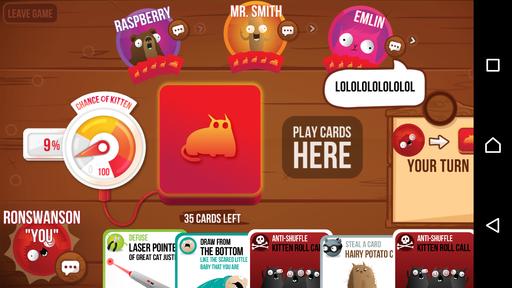 LEAVE GAME
RASPBERRY
MR. SMITH
EMLIN
LOLOLOLOLOLOLOL
CHANCE OF KITTEN
9%
100
PLAY CARDS
HERE
YOUR TURN
35 CARDS LEFT
RONSWANSON
"YOU"
DEFUSE
LASER POINTE
OF GREAT CAT JUSTI
DRAW FROM
THE BOTTOM
LIKE THE SCARED LITTLE
BABY THAT YOU ARE
ANTI-SHUFFLE
KITTEN ROLL CAL
STEAL A CARD
HAIRY POTATO C
ANTI-SHUFFLE
KITTEN ROLL CALL